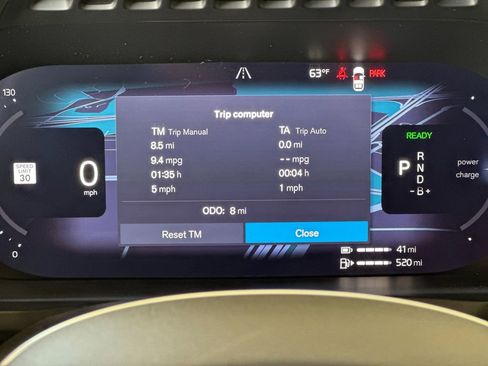 63°F PARK
130
Trip computer
TM Trip Manual TA Trip Auto
8.5 mi 0.0 mi
9.4 mpg -- mpg
01:35 h 00:04 h
5 mph 1 mph
ODO: 8 mi
Reset TM Close
SPEED
LIMIT
30
0
mph
READY
P R
N
D
-B+
power
charge
0
41 mi
520 mi